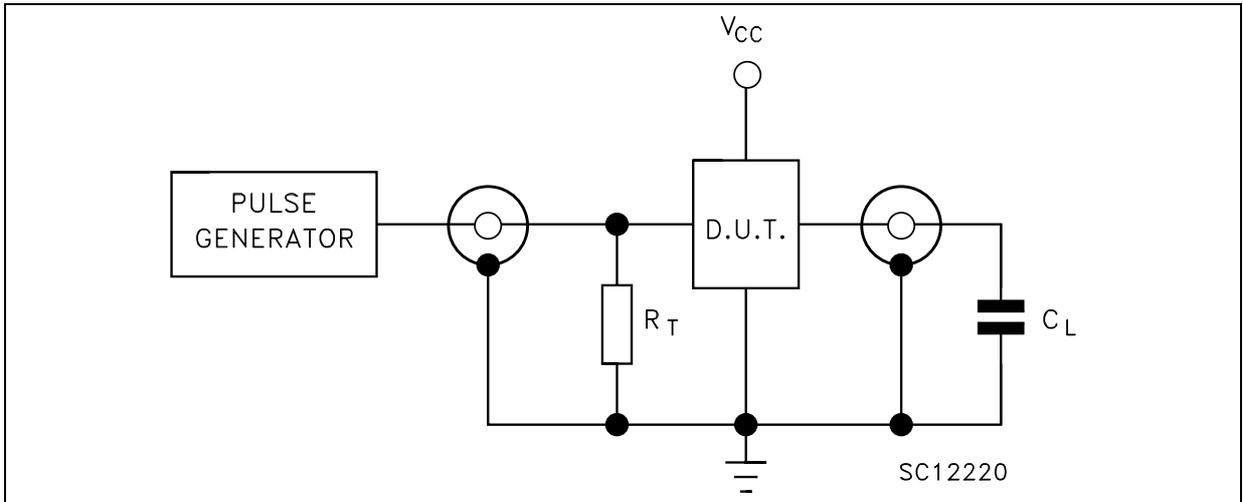 VCC
PULSE
GENERATOR
D.U.T.
RT
CL
SC12220